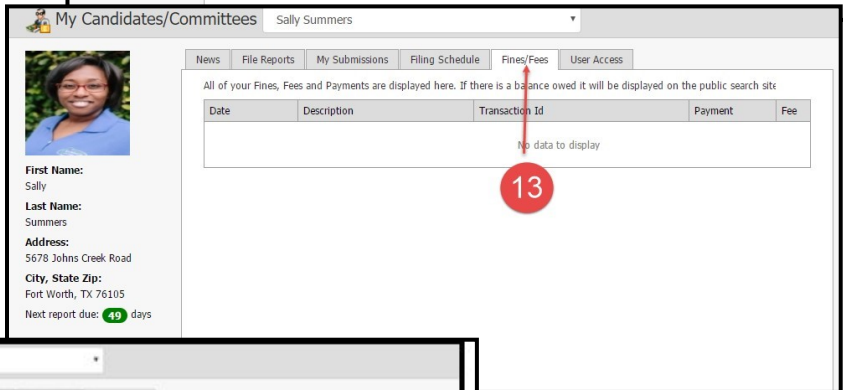 My Candidates/Committees Sally Summers
News File Reports My Submissions Filing Schedule Fines/Fees User Access
All of your Fines, Fees and Payments are displayed here. If there is a balance owed it will be displayed on the public search site
Date Description Transaction Id Payment Fee
No data to display
13
First Name:
Sally
Last Name:
Summers
Address:
5678 Johns Creek Road
City, State Zip:
Fort Worth, TX 76105
Next report due: 49 days